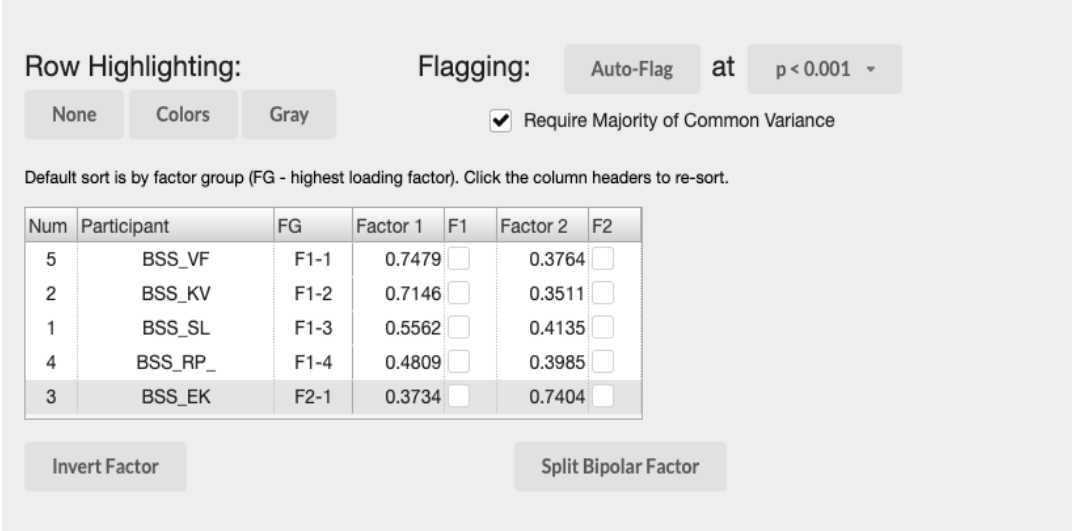 Row Highlighting: Flagging: Auto-Flag at p < 0.001
None Colors Gray Require Majority of Common Variance
Default sort is by factor group (FG - highest loading factor). Click the column headers to re-sort.
Num Participant FG Factor 1 F1 Factor 2 F2
5 BSS_VF F1-1 0.7479 0.3764
2 BSS_KV F1-2 0.7146 0.3511
1 BSS_SL F1-3 0.5562 0.4135
4 BSS_RP_ F1-4 0.4809 0.3985
3 BSS_EK F2-1 0.3734 0.7404
Invert Factor Split Bipolar Factor